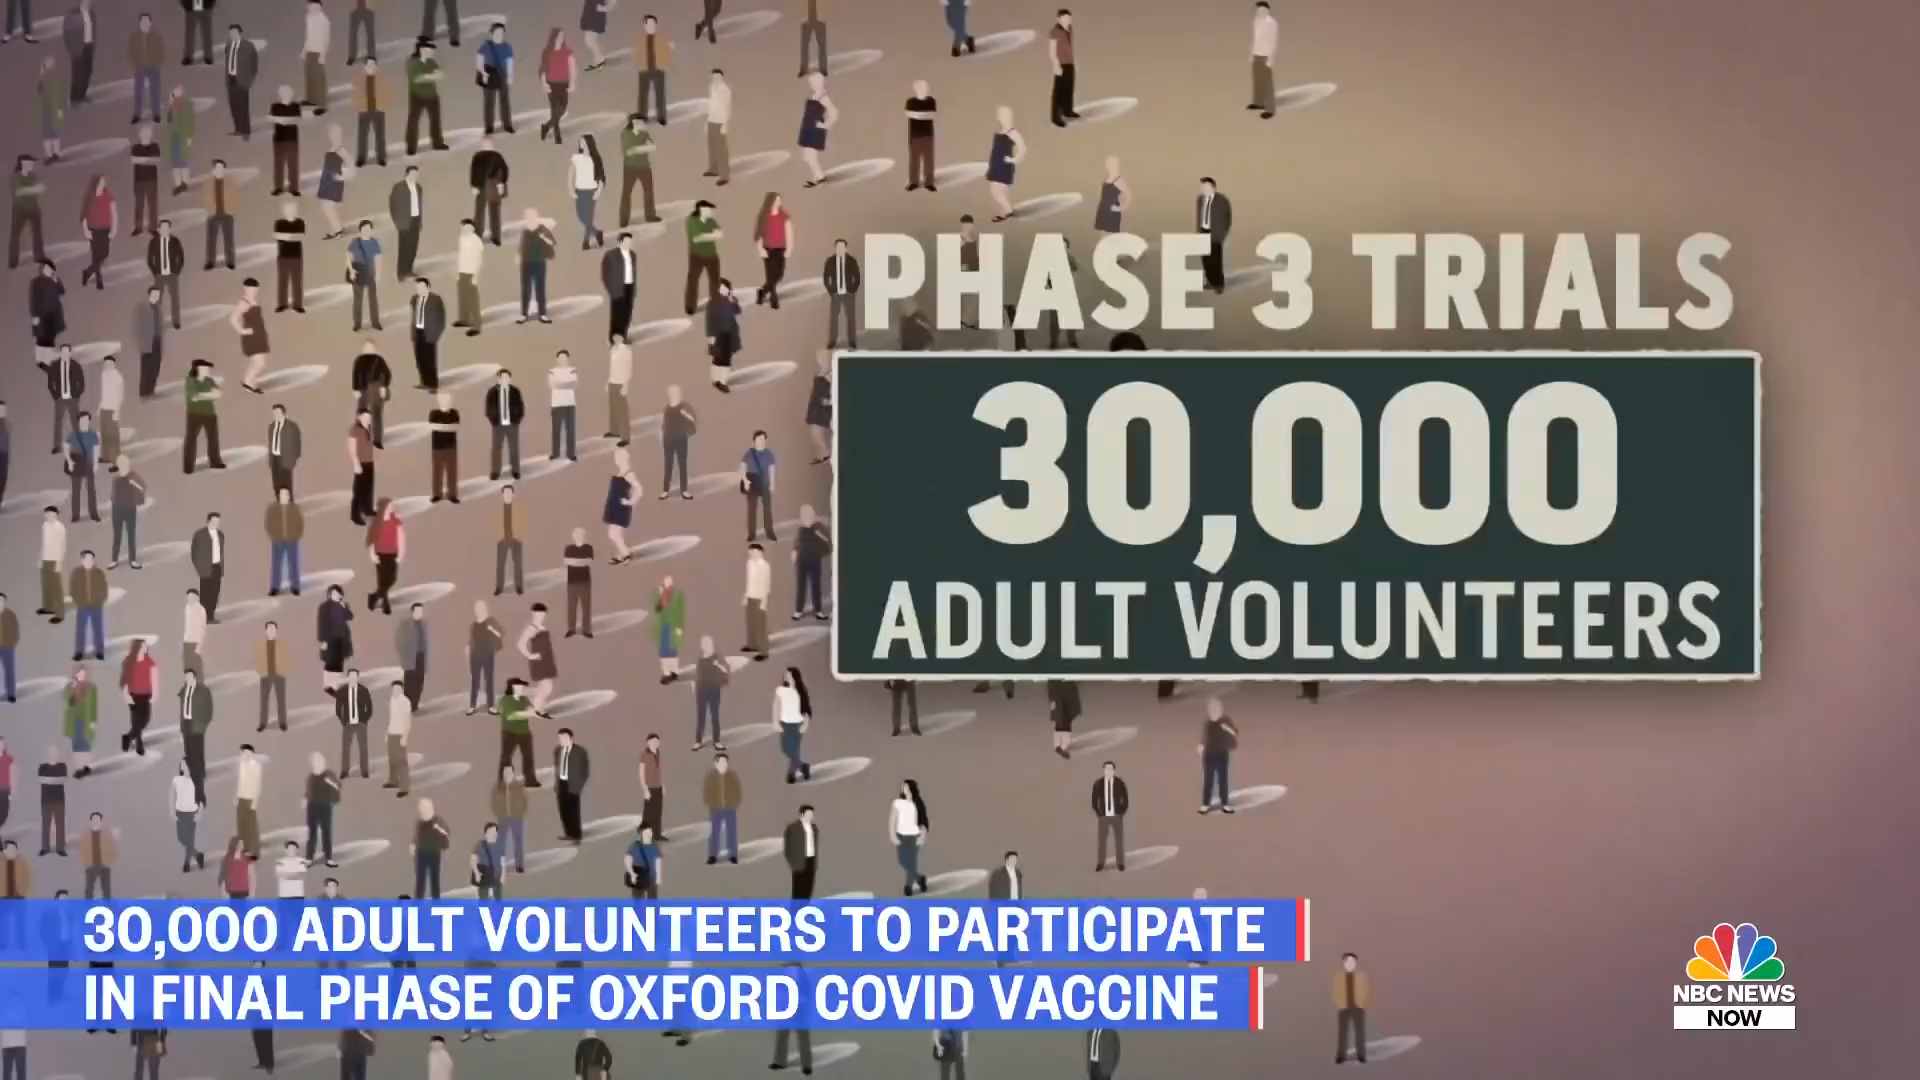 PHASE 3 TRIALS
30,000
ADULT VOLUNTEERS
30,000 ADULT VOLUNTEERS TO PARTICIPATE
IN FINAL PHASE OF OXFORD COVID VACCINE
NBC NEWS
NOW